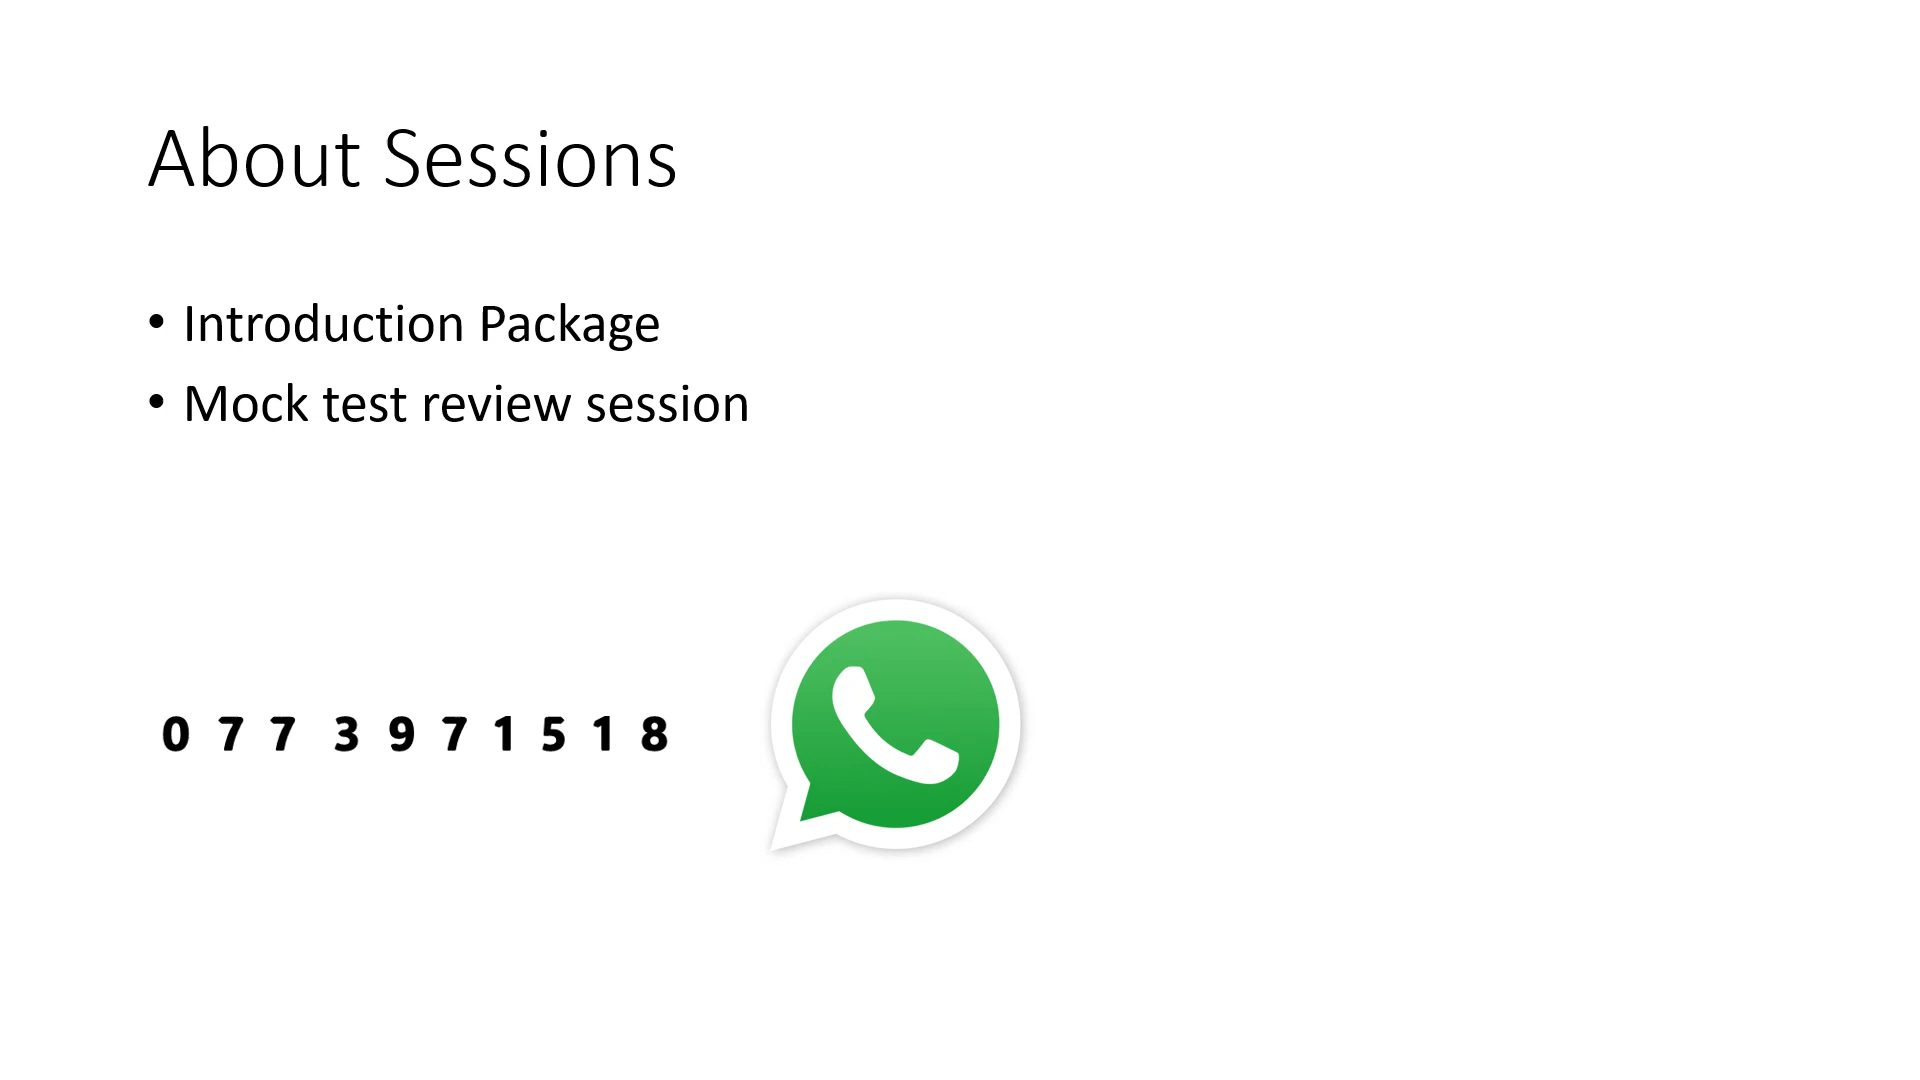 About Sessions
• Introduction Package
• Mock test review session
0 7 7 3 9 7 1 5 1 8